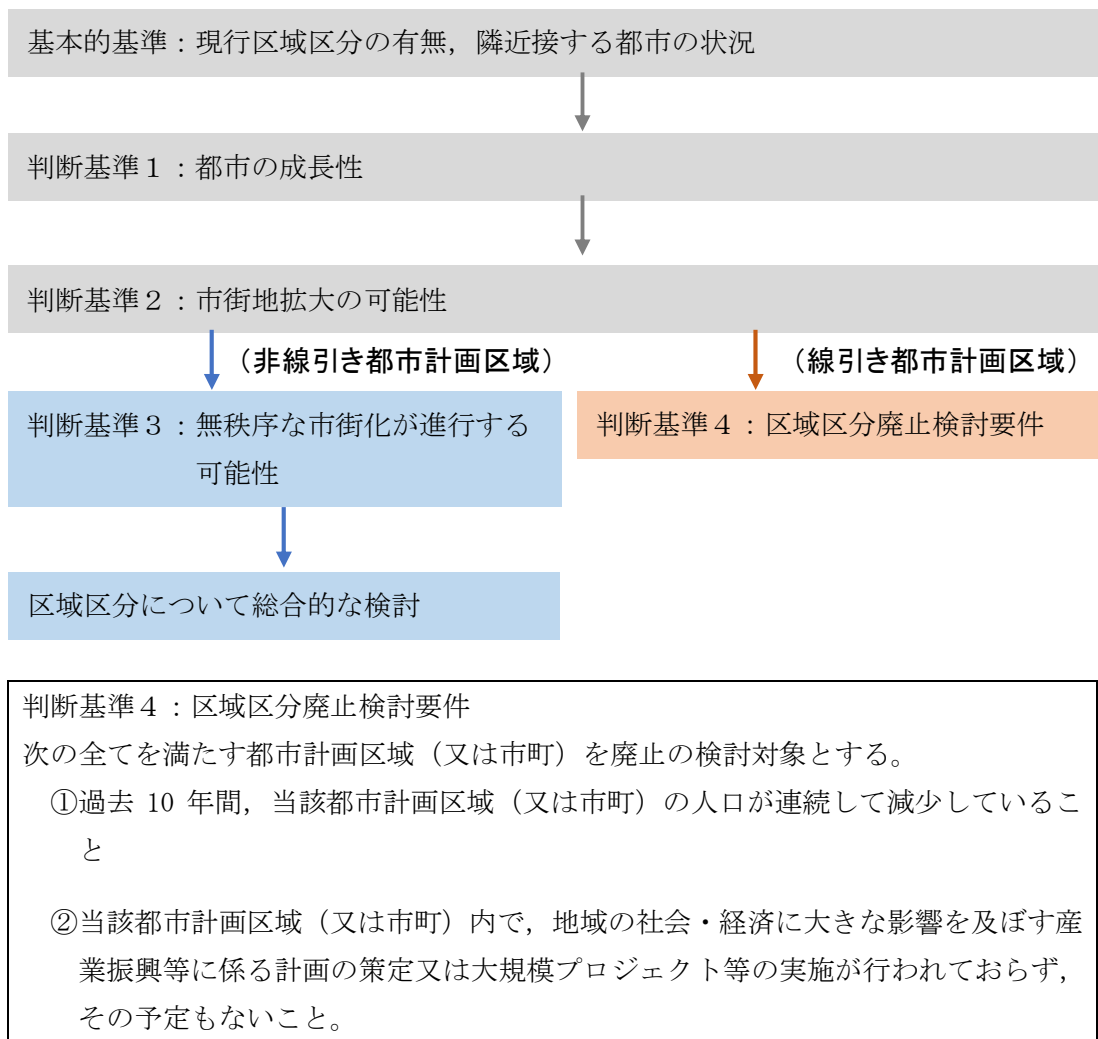 基本的基準：現行区域区分の有無，隣近接する都市の状況
判断基準１：都市の成長性
判断基準２：市街地拡大の可能性
（非線引き都市計画区域）
（線引き都市計画区域）
判断基準３：無秩序な市街化が進行する
可能性
判断基準４：区域区分廃止検討要件
区域区分について総合的な検討
判断基準４：区域区分廃止検討要件
次の全てを満たす都市計画区域（又は市町）を廃止の検討対象とする。
①過去 10 年間，当該都市計画区域（又は市町）の人口が連続して減少しているこ
と
②当該都市計画区域（又は市町）内で，地域の社会・経済に大きな影響を及ぼす産
業振興等に係る計画の策定又は大規模プロジェクト等の実施が行われておらず，
その予定もないこと。